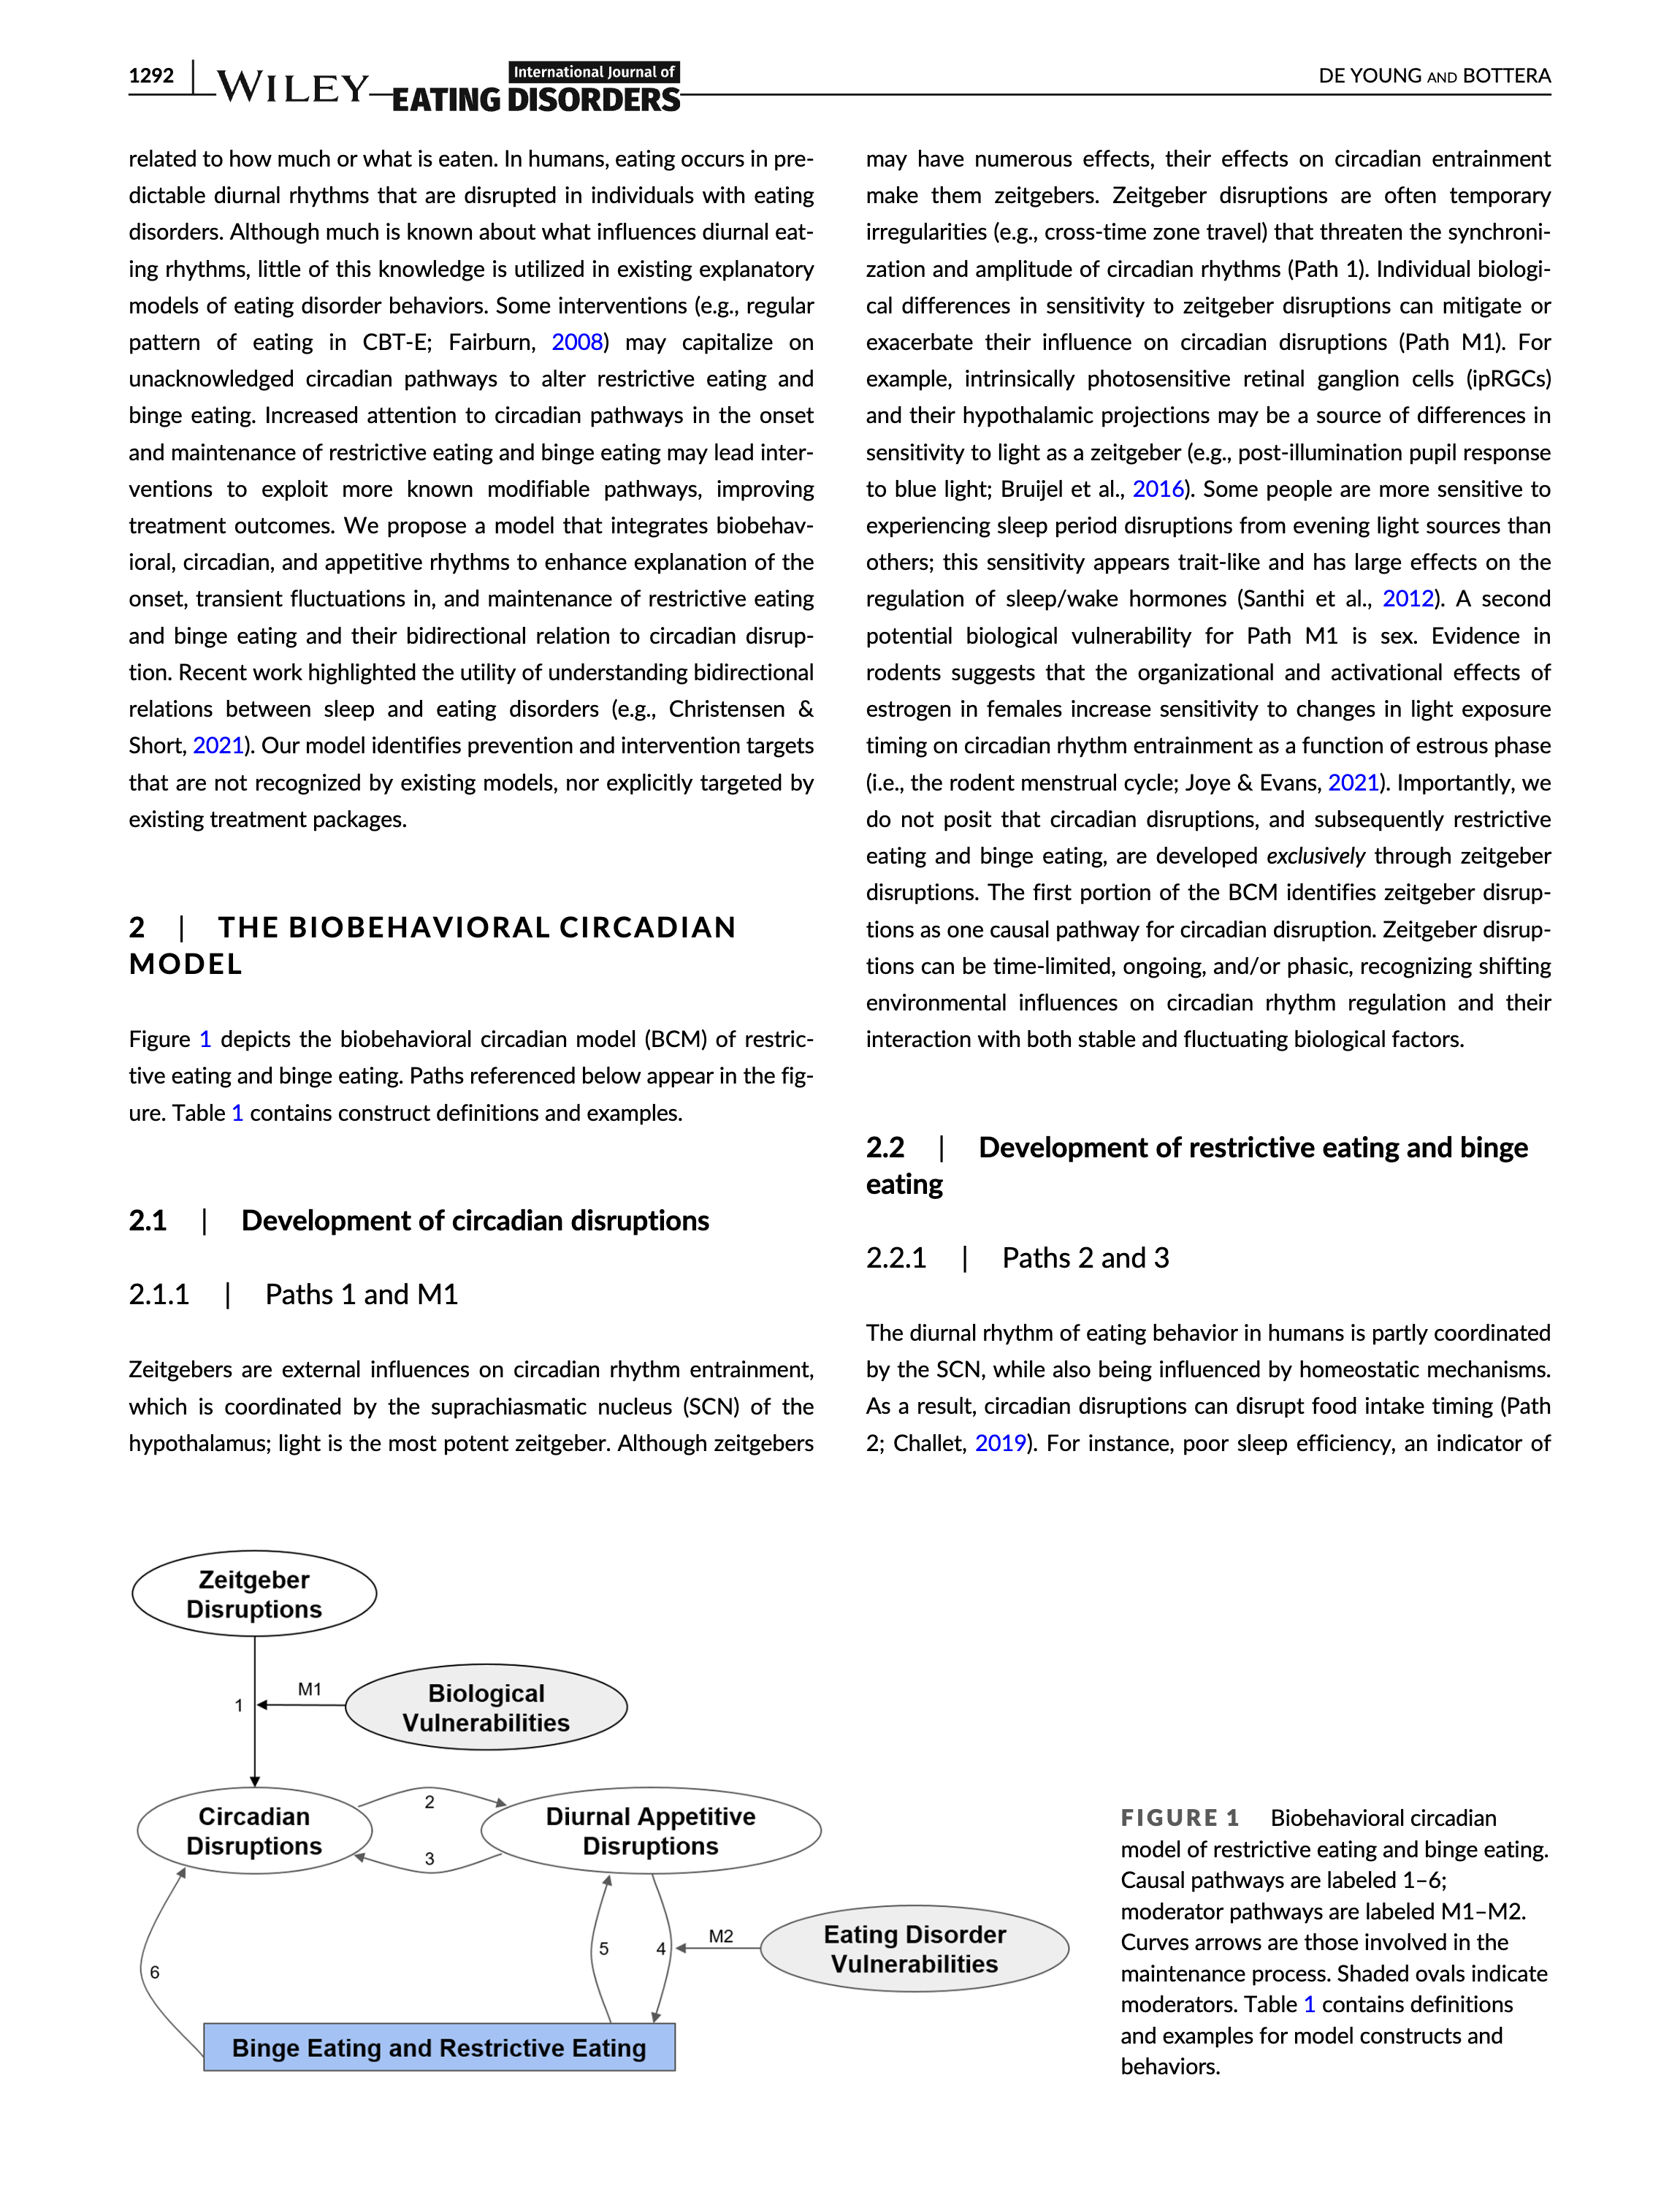 1292
WILEY
International Journal of
EATING DISORDERS
DE YOUNG AND BOTTERA
related to how much or what is eaten. In humans, eating occurs in pre-
dictable diurnal rhythms that are disrupted in individuals with eating
disorders. Although much is known about what influences diurnal eat-
ing rhythms, little of this knowledge is utilized in existing explanatory
models of eating disorder behaviors. Some interventions (e.g., regular
pattern of eating in CBT-E; Fairburn, 2008) may capitalize on
unacknowledged circadian pathways to alter restrictive eating and
binge eating. Increased attention to circadian pathways in the onset
and maintenance of restrictive eating and binge eating may lead inter-
ventions to exploit more known modifiable pathways, improving
treatment outcomes. We propose a model that integrates biobehav-
ioral, circadian, and appetitive rhythms to enhance explanation of the
onset, transient fluctuations in, and maintenance of restrictive eating
and binge eating and their bidirectional relation to circadian disrup-
tion. Recent work highlighted the utility of understanding bidirectional
relations between sleep and eating disorders (e.g., Christensen &
Short, 2021). Our model identifies prevention and intervention targets
that are not recognized by existing models, nor explicitly targeted by
existing treatment packages.
2 | THE BIOBEHAVIORAL CIRCADIAN
MODEL
Figure 1 depicts the biobehavioral circadian model (BCM) of restric-
tive eating and binge eating. Paths referenced below appear in the fig-
ure. Table 1 contains construct definitions and examples.
2.1 | Development of circadian disruptions
2.1.1 | Paths 1 and M1
Zeitgebers are external influences on circadian rhythm entrainment,
which is coordinated by the suprachiasmatic nucleus (SCN) of the
hypothalamus; light is the most potent zeitgeber. Although zeitgebers
may have numerous effects, their effects on circadian entrainment
make them zeitgebers. Zeitgeber disruptions are often temporary
irregularities (e.g., cross-time zone travel) that threaten the synchroni-
zation and amplitude of circadian rhythms (Path 1). Individual biologi-
cal differences in sensitivity to zeitgeber disruptions can mitigate or
exacerbate their influence on circadian disruptions (Path M1). For
example, intrinsically photosensitive retinal ganglion cells (ipRGCs)
and their hypothalamic projections may be a source of differences in
sensitivity to light as a zeitgeber (e.g., post-illumination pupil response
to blue light; Bruijel et al., 2016). Some people are more sensitive to
experiencing sleep period disruptions from evening light sources than
others; this sensitivity appears trait-like and has large effects on the
regulation of sleep/wake hormones (Santhi et al., 2012). A second
potential biological vulnerability for Path M1 is sex. Evidence in
rodents suggests that the organizational and activational effects of
estrogen in females increase sensitivity to changes in light exposure
timing on circadian rhythm entrainment as a function of estrous phase
(i.e., the rodent menstrual cycle; Joye & Evans, 2021). Importantly, we
do not posit that circadian disruptions, and subsequently restrictive
eating and binge eating, are developed exclusively through zeitgeber
disruptions. The first portion of the BCM identifies zeitgeber disrup-
tions as one causal pathway for circadian disruption. Zeitgeber disrup-
tions can be time-limited, ongoing, and/or phasic, recognizing shifting
environmental influences on circadian rhythm regulation and their
interaction with both stable and fluctuating biological factors.
2.2 | Development of restrictive eating and binge
eating
2.2.1 | Paths 2 and 3
The diurnal rhythm of eating behavior in humans is partly coordinated
by the SCN, while also being influenced by homeostatic mechanisms.
As a result, circadian disruptions can disrupt food intake timing (Path
2; Challet, 2019). For instance, poor sleep efficiency, an indicator of
Zeitgeber
Disruptions
1
M1
Biological
Vulnerabilities
Circadian
Disruptions
2
3
Diurnal Appetitive
Disruptions
5
4
M2
Eating Disorder
Vulnerabilities
6
Binge Eating and Restrictive Eating
FIGURE 1 Biobehavioral circadian
model of restrictive eating and binge eating.
Causal pathways are labeled 1–6;
moderator pathways are labeled M1–M2.
Curves arrows are those involved in the
maintenance process. Shaded ovals indicate
moderators. Table 1 contains definitions
and examples for model constructs and
behaviors.